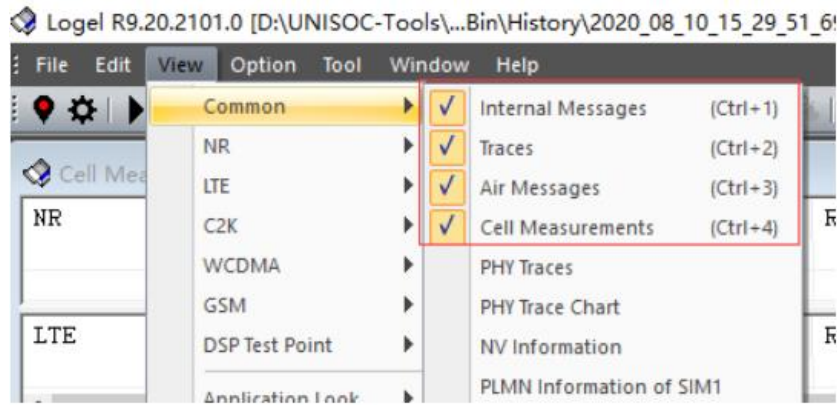 Logel R9.20.2101.0 [D:\UNISOC-Tools\...Bin\History\2020_08_10_15_29_51_6
File Edit View Option Tool Window Help
Common
Internal Messages (Ctrl+1)
NR
Traces (Ctrl+2)
Cell Mea
LTE
Air Messages (Ctrl+3)
NR
C2K
Cell Measurements (Ctrl+4)
WCDMA
PHY Traces
GSM
PHY Trace Chart
LTE
DSP Test Point
NV Information
Application Look
PLMN Information of SIM1